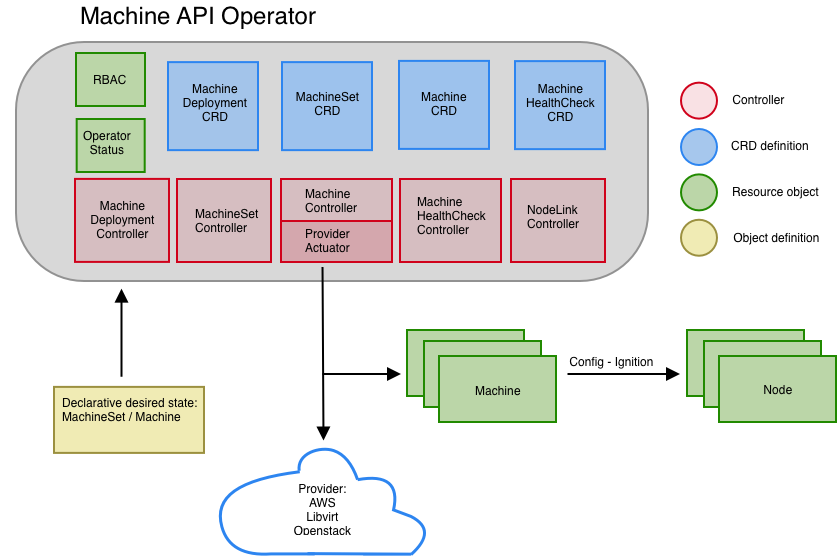 Machine API Operator
RBAC
Machine
Deployment
CRD
MachineSet
CRD
Machine
CRD
Machine
HealthCheck
CRD
Operator
Status
Machine
Deployment
Controller
MachineSet
Controller
Machine
Controller
Provider
Actuator
Machine
HealthCheck
Controller
NodeLink
Controller
Controller
CRD definition
Resource object
Object definition
Declarative desired state:
MachineSet / Machine
Machine
Config - Ignition
Node
Provider:
AWS
Libvirt
Openstack